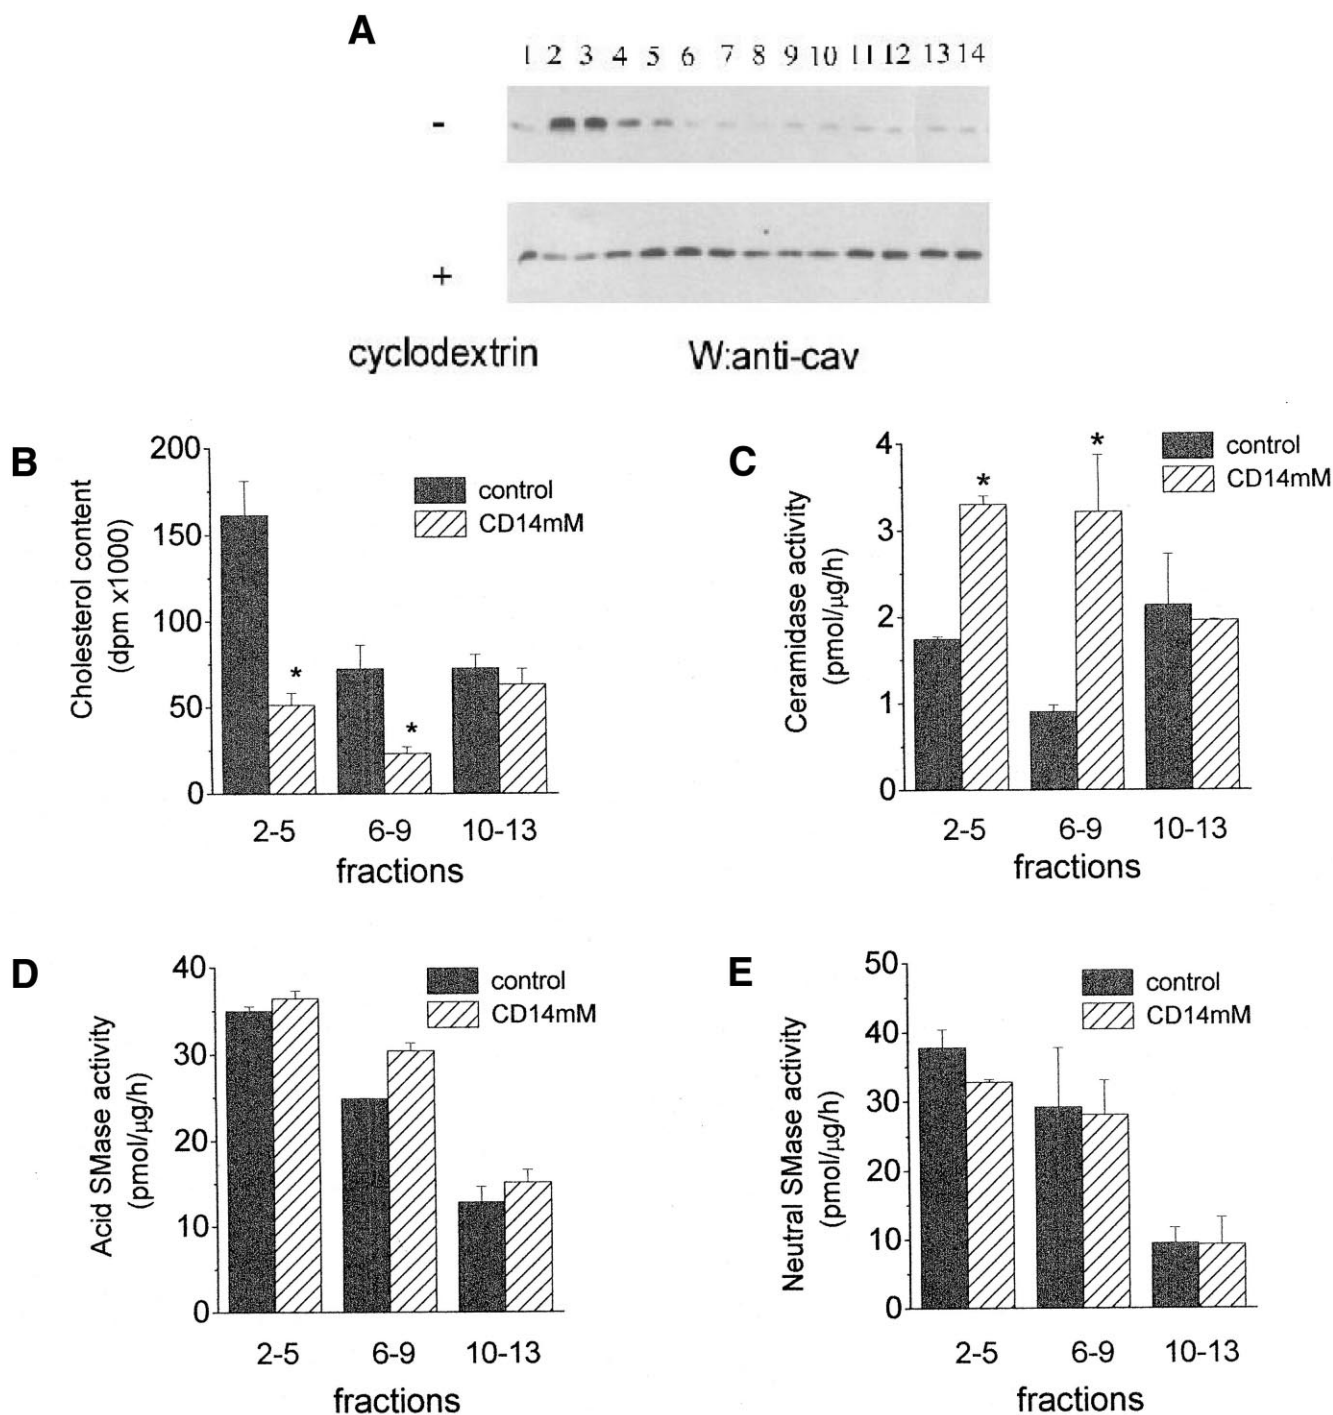 A
1 2 3 4 5 6 7 8 9 10 11 12 13 14
-
+
cyclodextrin
W:anti-cav
B
Cholesterol content
(dpm x1000)
200
150
100
50
0
control
CD14mM
*
*
2-5 6-9 10-13
fractions
C
Ceramidase activity
(pmol/μg/h)
4
3
2
1
0
control
CD14mM
*
*
2-5 6-9 10-13
fractions
D
Acid SMase activity
(pmol/μg/h)
40
30
20
10
0
control
CD14mM
2-5 6-9 10-13
fractions
E
Neutral SMase activity
(pmol/μg/h)
50
40
30
20
10
0
control
CD14mM
2-5 6-9 10-13
fractions